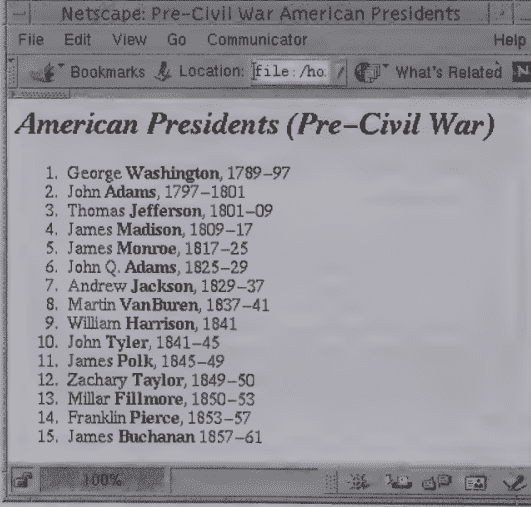 Netscape: Pre-Civil War American Presidents
File Edit View Go Communicator Help
Bookmarks Location: file:/ho What's Related N
American Presidents (Pre-Civil War)
1. George Washington, 1789-97
2. John Adams, 1797-1801
3. Thomas Jefferson, 1801-09
4. James Madison, 1809-17
5. James Monroe, 1817-25
6. John Q. Adams, 1825-29
7. Andrew Jackson, 1829-37
8. Martin VanBuren, 1837-41
9. William Harrison, 1841
10. John Tyler, 1841-45
11. James Polk, 1845-49
12. Zachary Taylor, 1849-50
13. Millar Fillmore, 1850-53
14. Franklin Pierce, 1853-57
15. James Buchanan 1857-61
100%